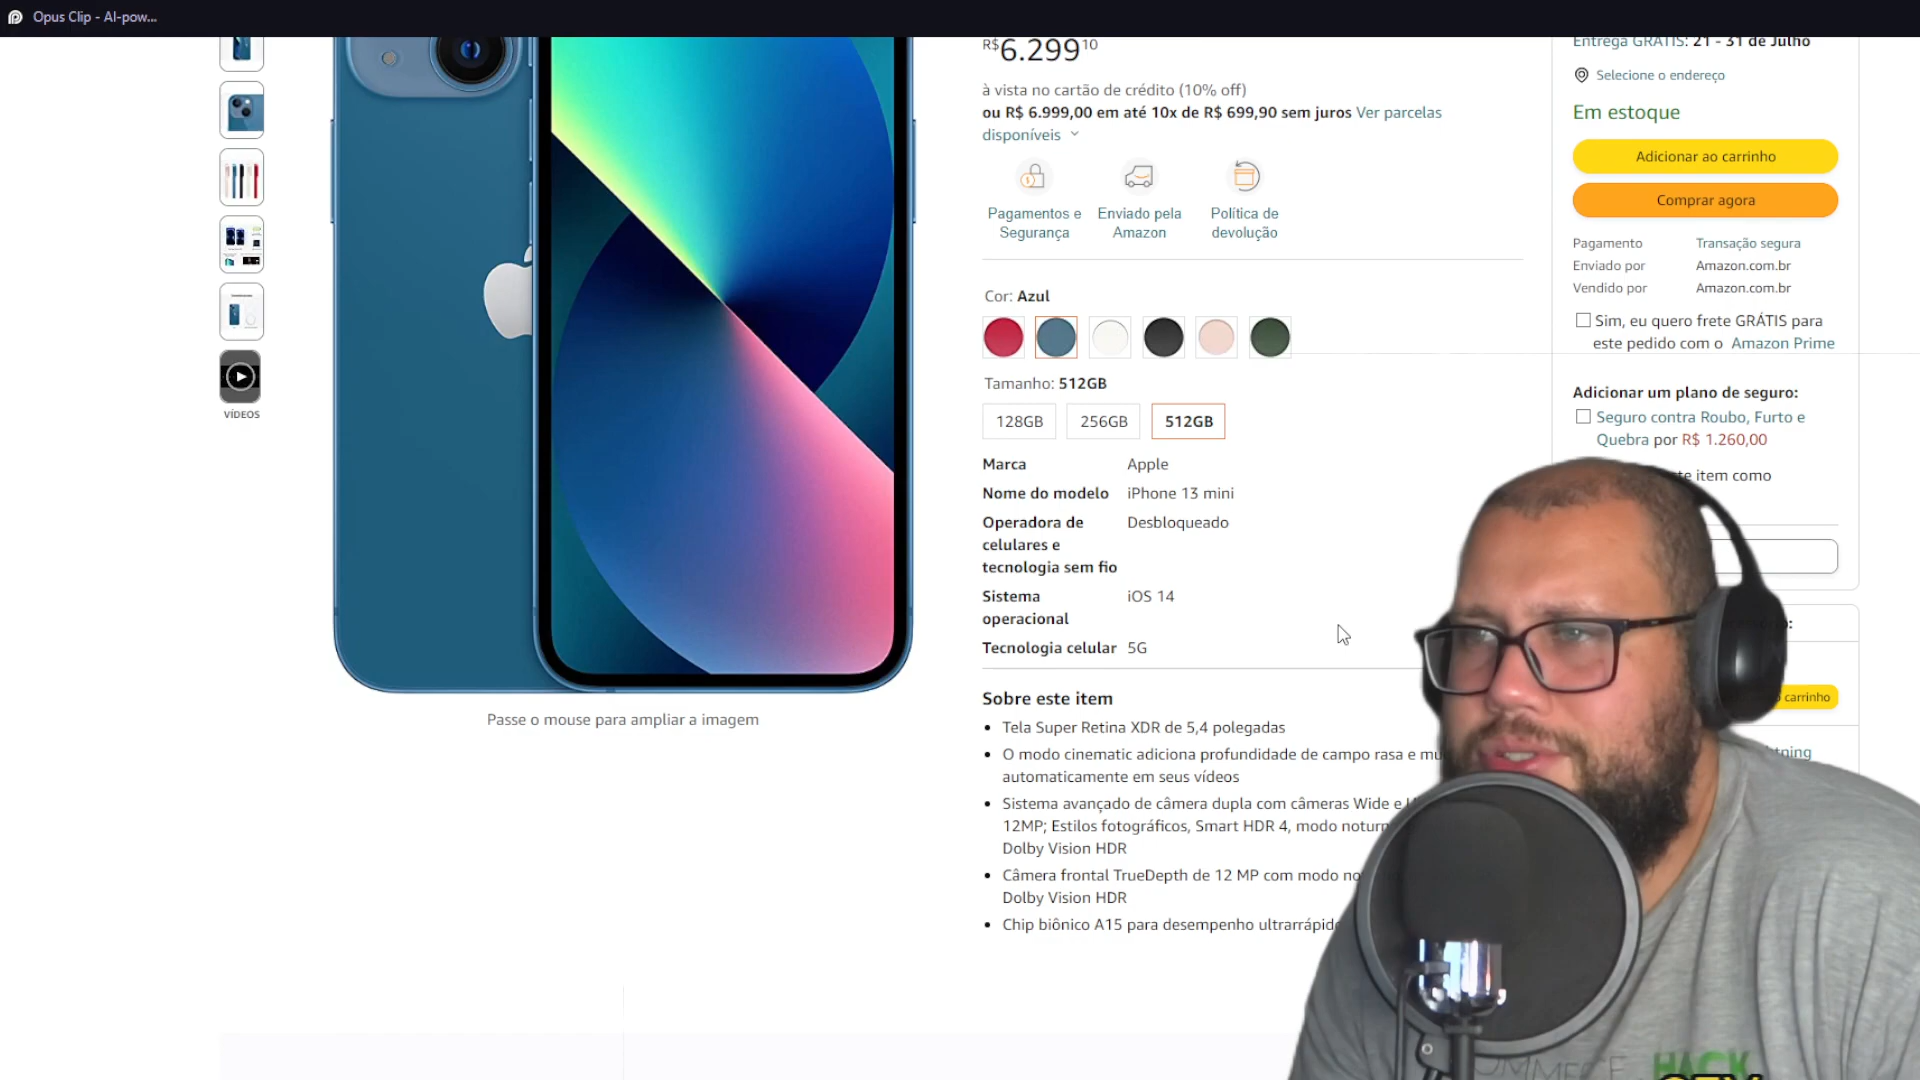 Opus Clip - AI-pow...
R$6.29910
à vista no cartão de crédito (10% off)
ou R$ 6.999,00 em até 10x de R$ 699,90 sem juros Ver parcelas
disponíveis
Pagamentos e
Segurança
Enviado pela
Amazon
Política de
devolução
Cor: Azul
Tamanho: 512GB
128GB
256GB
512GB
Marca Apple
Nome do modelo iPhone 13 mini
Operadora de Desbloqueado
celulares e
tecnologia sem fio
Sistema iOS 14
operacional
Tecnologia celular 5G
Sobre este item
• Tela Super Retina XDR de 5,4 polegadas
• O modo cinematic adiciona profundidade de campo rasa e
automaticamente em seus vídeos
• Sistema avançado de câmera dupla com câmeras Wide e
12MP; Estilos fotográficos, Smart HDR 4, modo
Dolby Vision HDR
• Câmera frontal TrueDepth de 12 MP com modo
Dolby Vision HDR
• Chip biônico A15 para desempenho
VÍDEOS
Passe o mouse para ampliar a imagem
Entrega GRÁTIS: 21 - 31 de Julho
Selecione o endereço
Em estoque
Adicionar ao carrinho
Comprar agora
Pagamento Transação segura
Enviado por Amazon.com.br
Vendido por Amazon.com.br
Sim, eu quero frete GRÁTIS para
este pedido com o Amazon Prime
Adicionar um plano de seguro:
Seguro contra Roubo, Furto e
Quebra por R$ 1.260,00
item como
carrinho
HACK